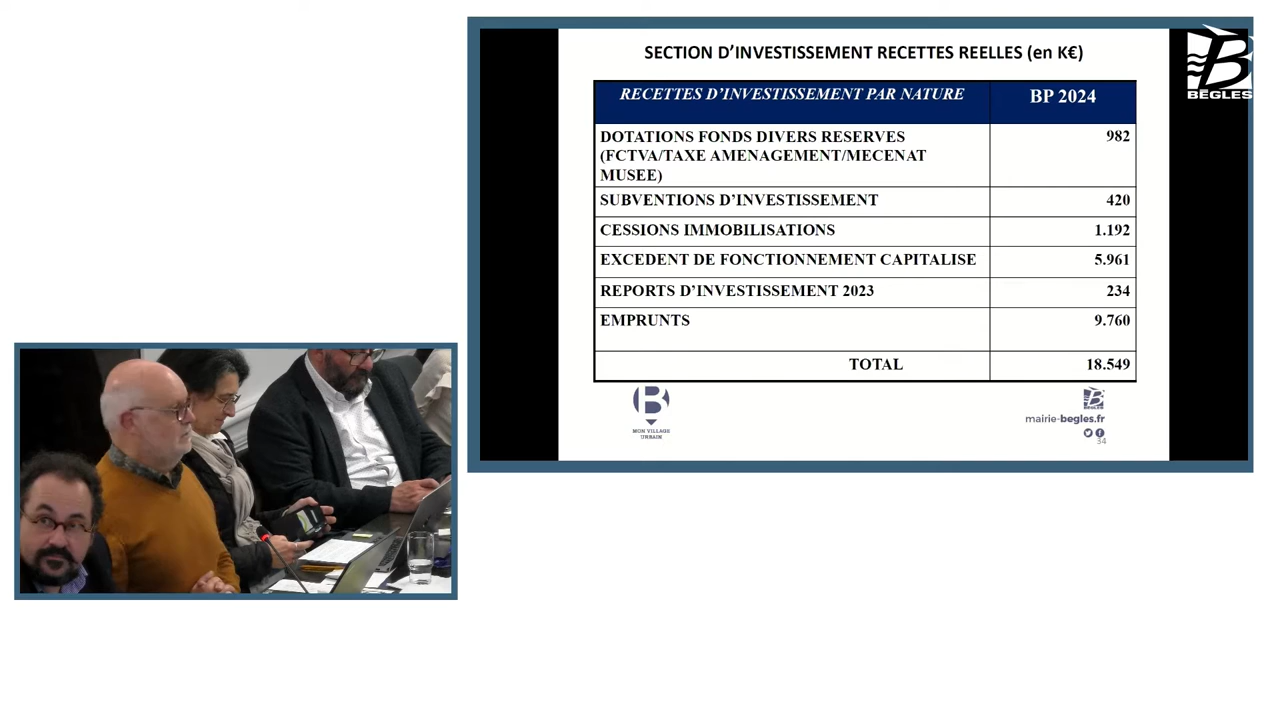 SECTION D'INVESTISSEMENT RECETTES REELLES (en K€)
BEGLES
RECETTES D'INVESTISSEMENT PAR NATURE BP 2024
DOTATIONS FONDS DIVERS RESERVES 982
(FCTVA/TAXE AMENAGEMENT/MECENAT
MUSEE)
SUBVENTIONS D'INVESTISSEMENT 420
CESSIONS IMMOBILISATIONS 1.192
EXCEDENT DE FONCTIONNEMENT CAPITALISE 5.961
REPORTS D'INVESTISSEMENT 2023 234
EMPRUNTS 9.760
TOTAL 18.549
MON VILLAGE
URBAIN
BEGLES
mairie-begles.fr
34